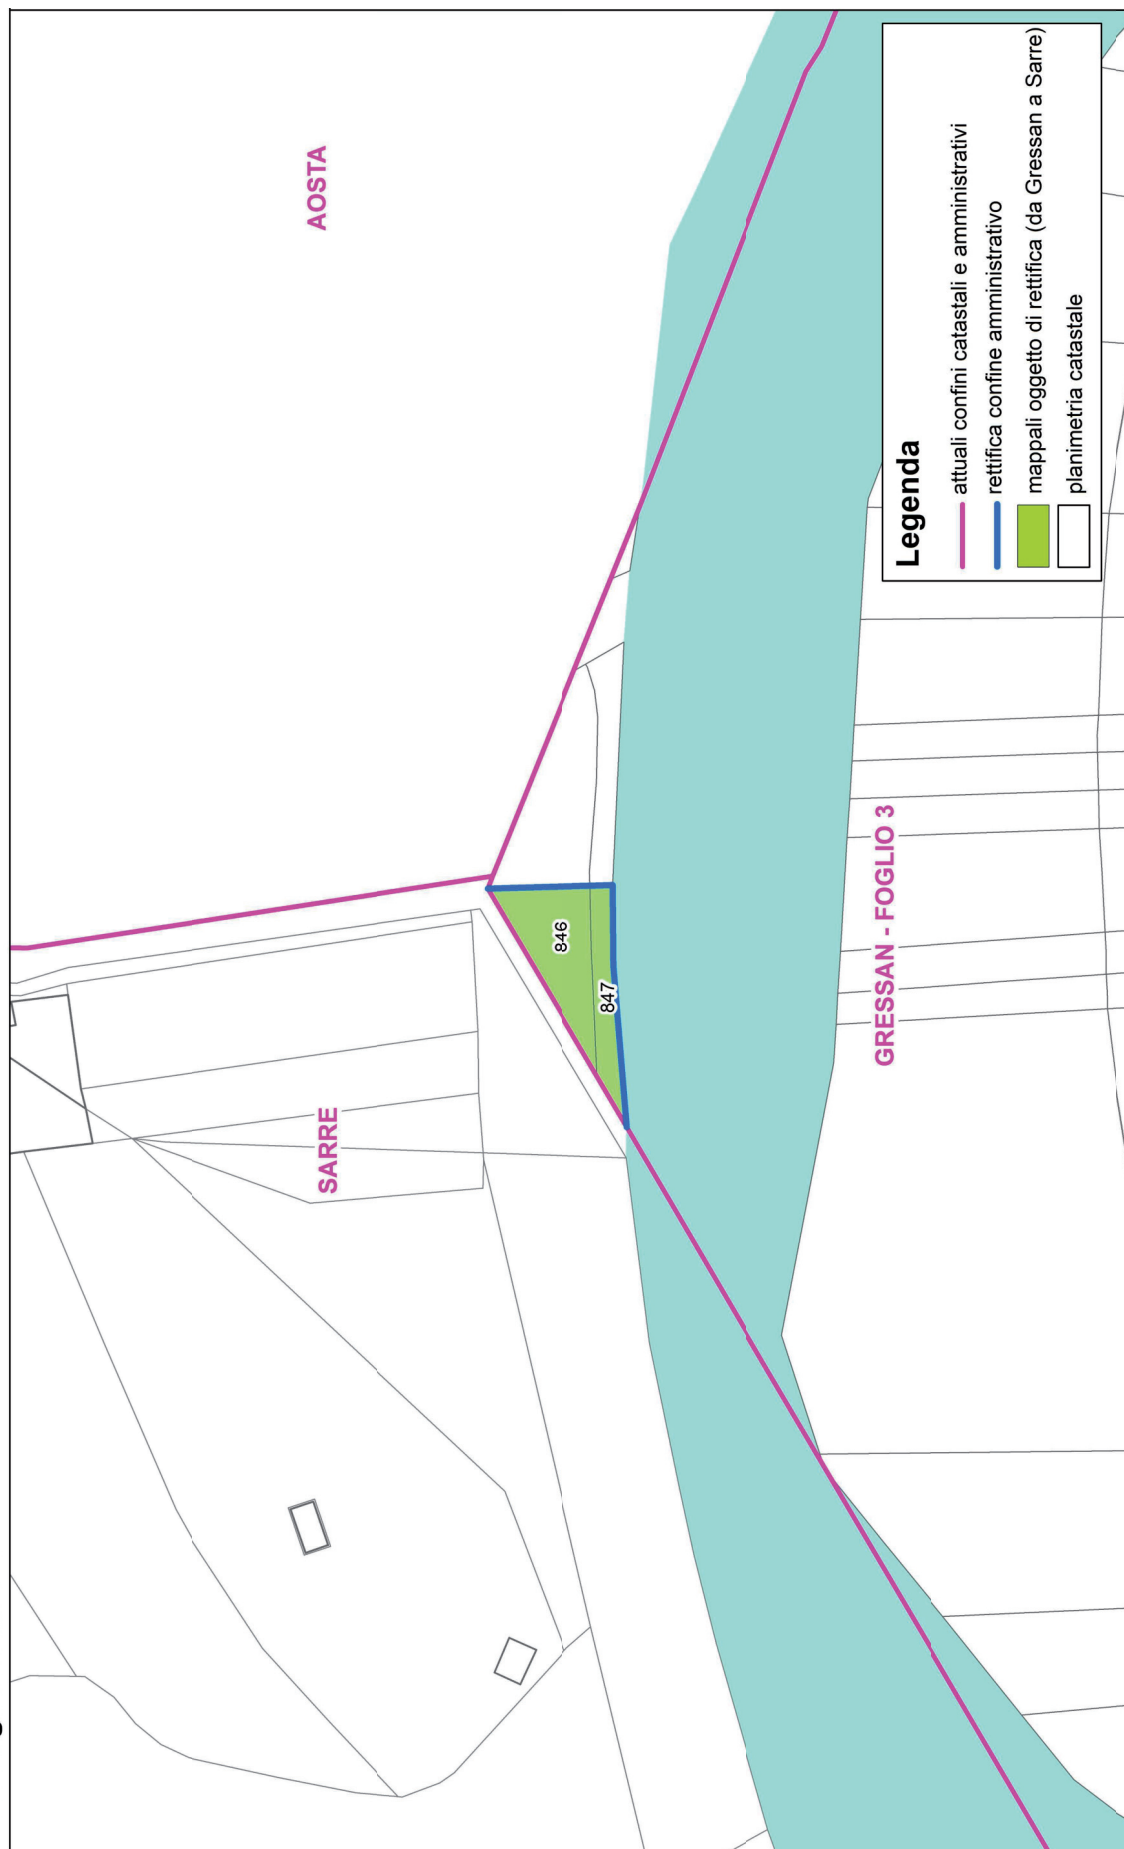 AOSTA
SARRE
846
847
GRESSAN - FOGLIO 3
Legenda
attuali confini catastali e amministrativi
rettifica confine amministrativo
mappali oggetto di rettifica (da Gressan a Sarre)
planimetria catastale